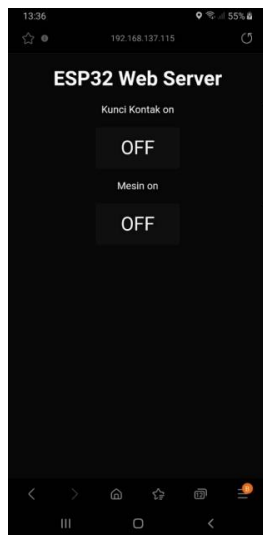 13:36 55%
192.168.137.115
ESP32 Web Server
Kunci Kontak on
OFF
Mesin on
OFF